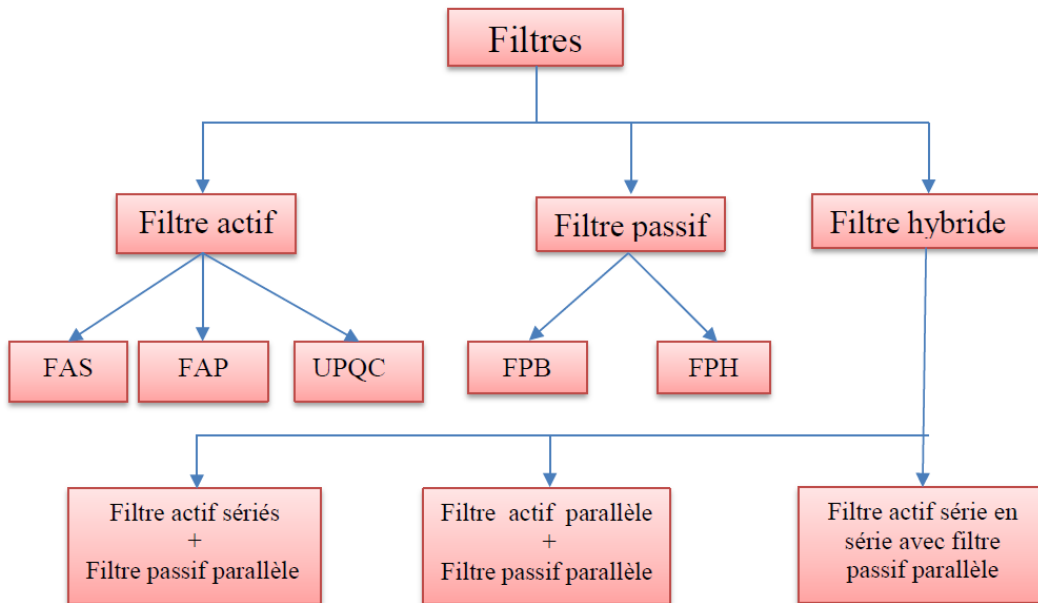 Filtres
Filtre actif
Filtre passif
Filtre hybride
FAS
FAP
UPQC
FPB
FPH
Filtre actif sériés
+
Filtre passif parallèle
Filtre actif parallèle
+
Filtre passif parallèle
Filtre actif série en
série avec filtre
passif parallèle